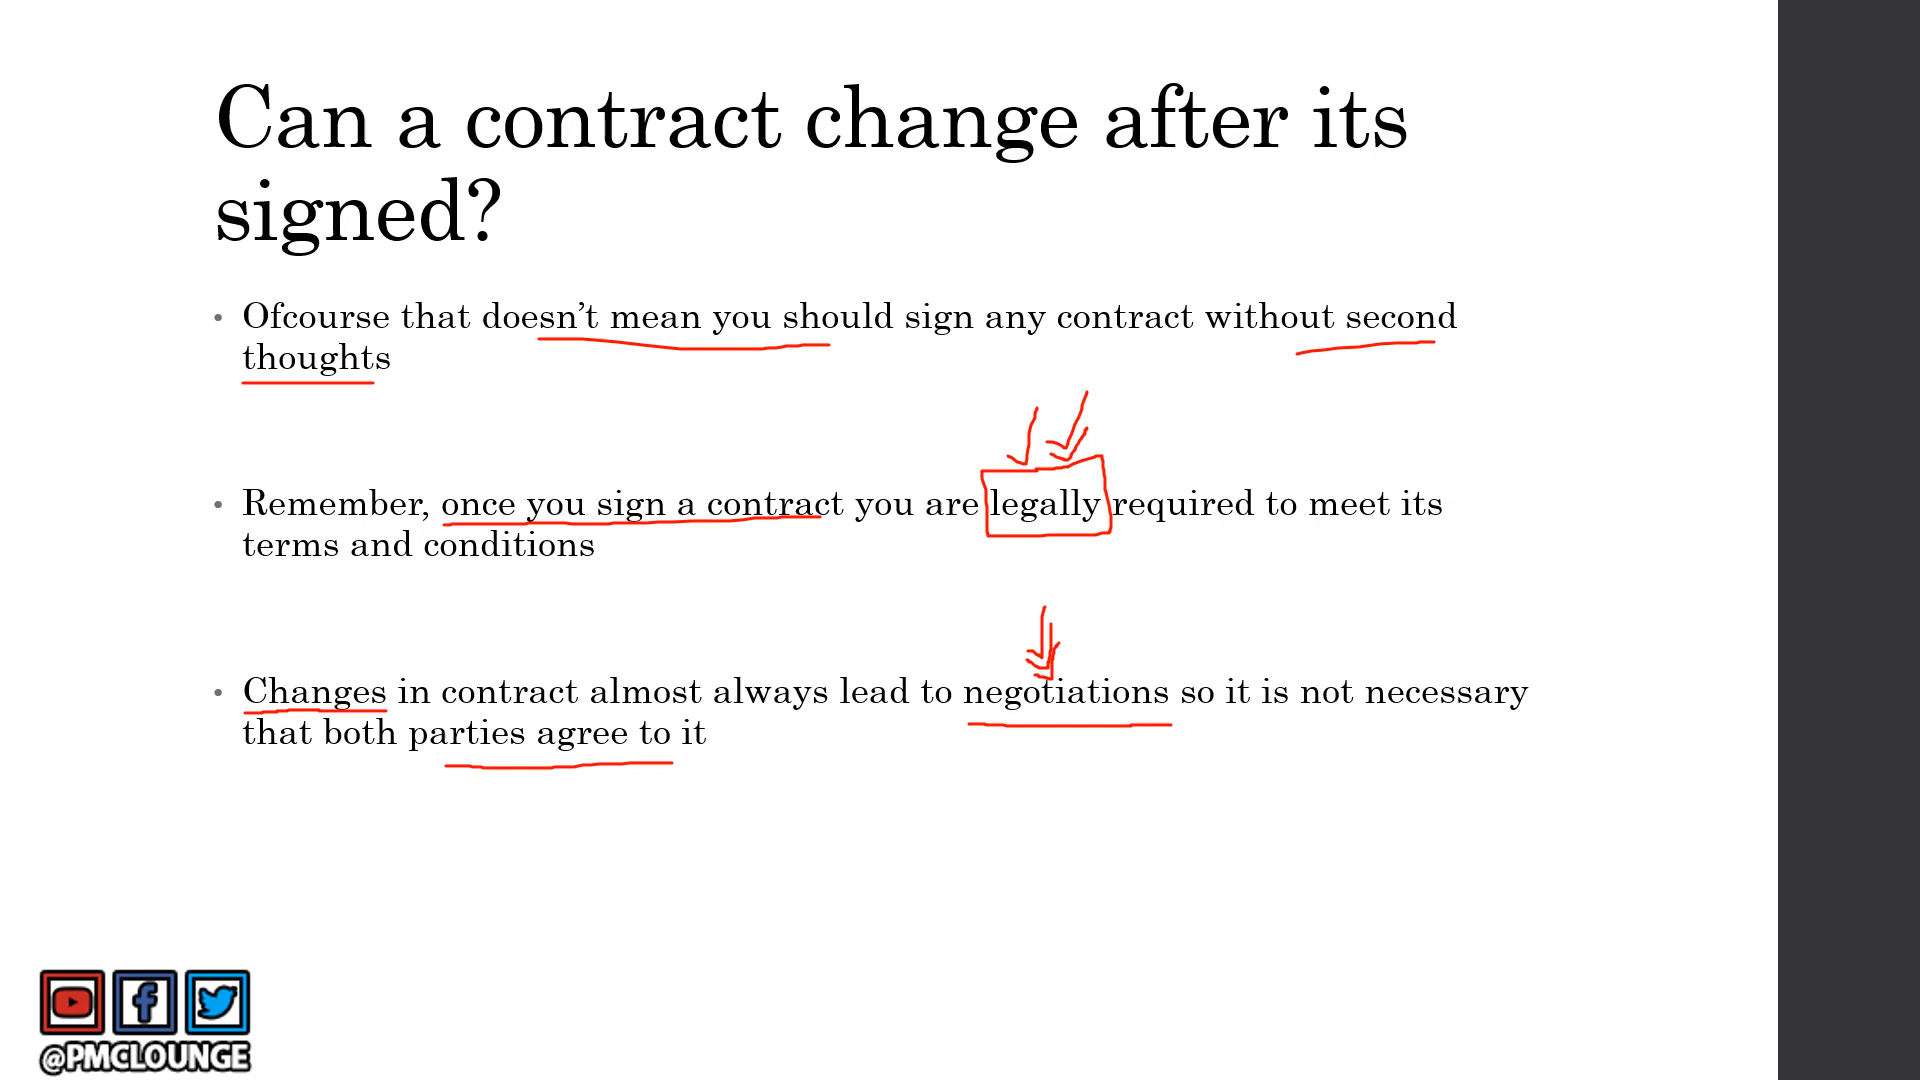 Can a contract change after its
signed?
• Ofcourse that doesn’t mean you should sign any contract without second
thoughts
• Remember, once you sign a contract you are legally required to meet its
terms and conditions
• Changes in contract almost always lead to negotiations so it is not necessary
that both parties agree to it
@PMCLOUNGE